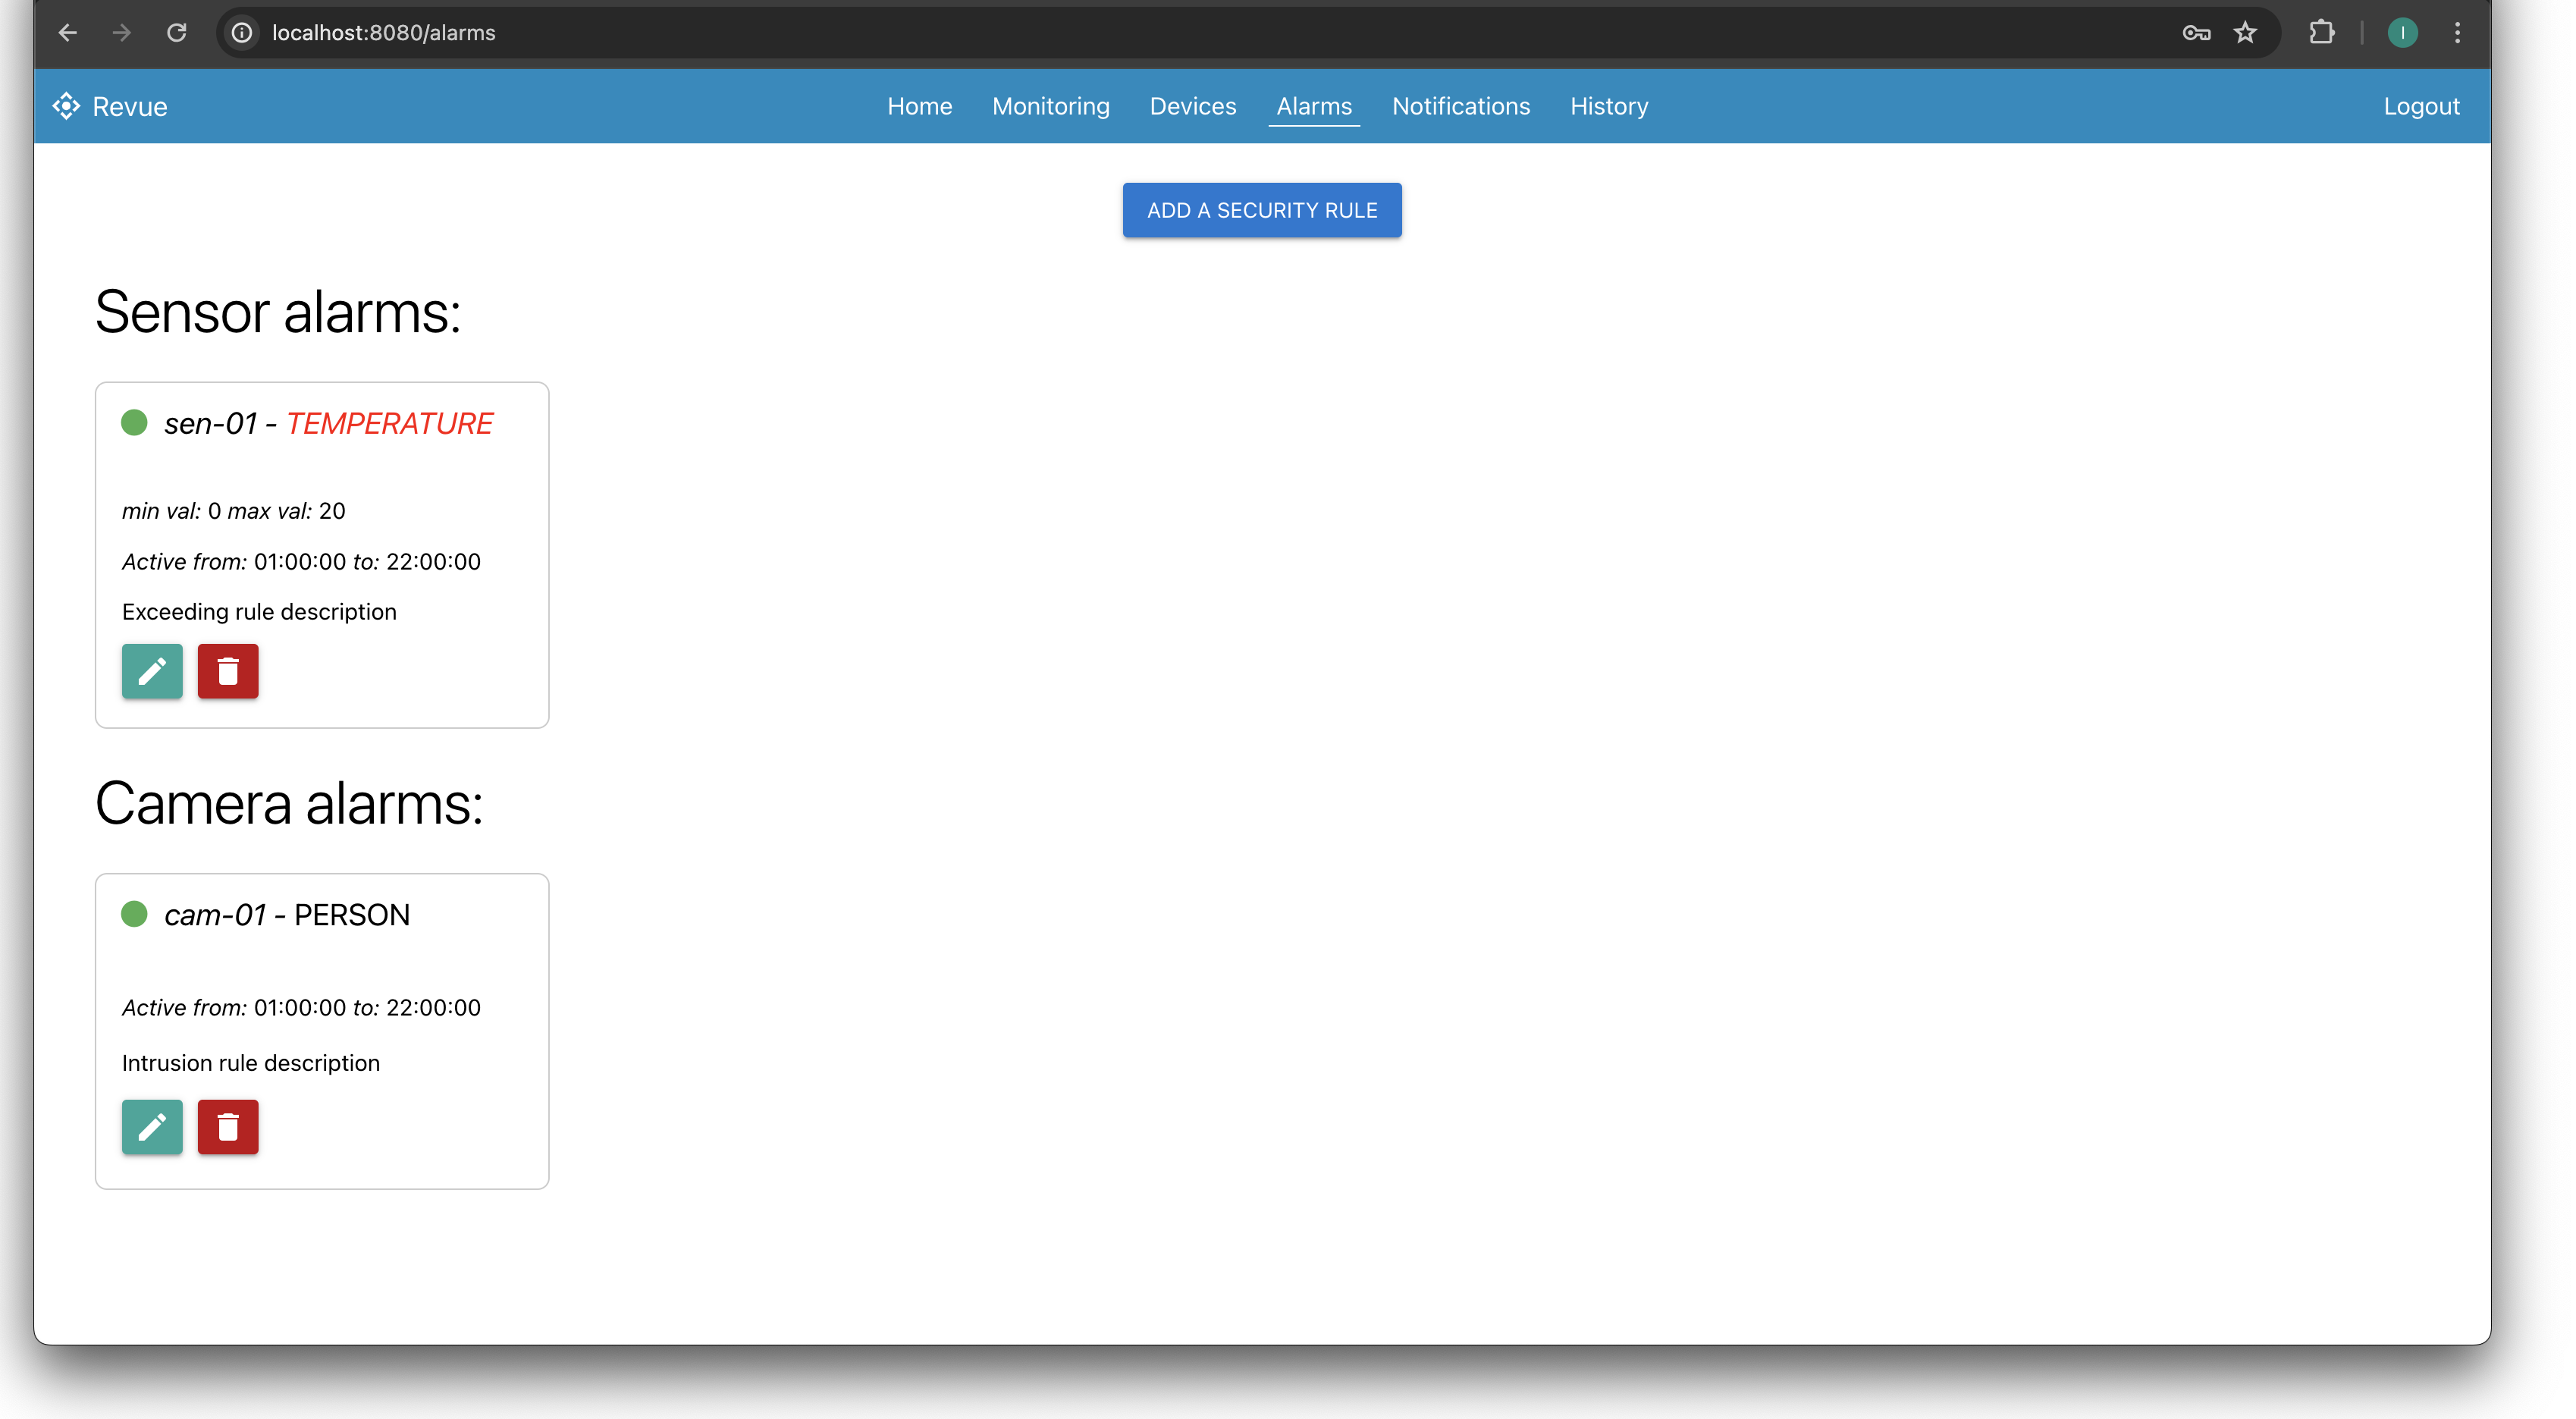 localhost:8080/alarms
I
Revue
Home Monitoring Devices Alarms Notifications History
Logout
ADD A SECURITY RULE
Sensor alarms:
sen-01 - TEMPERATURE
min val: 0 max val: 20
Active from: 01:00:00 to: 22:00:00
Exceeding rule description
Camera alarms:
cam-01 - PERSON
Active from: 01:00:00 to: 22:00:00
Intrusion rule description